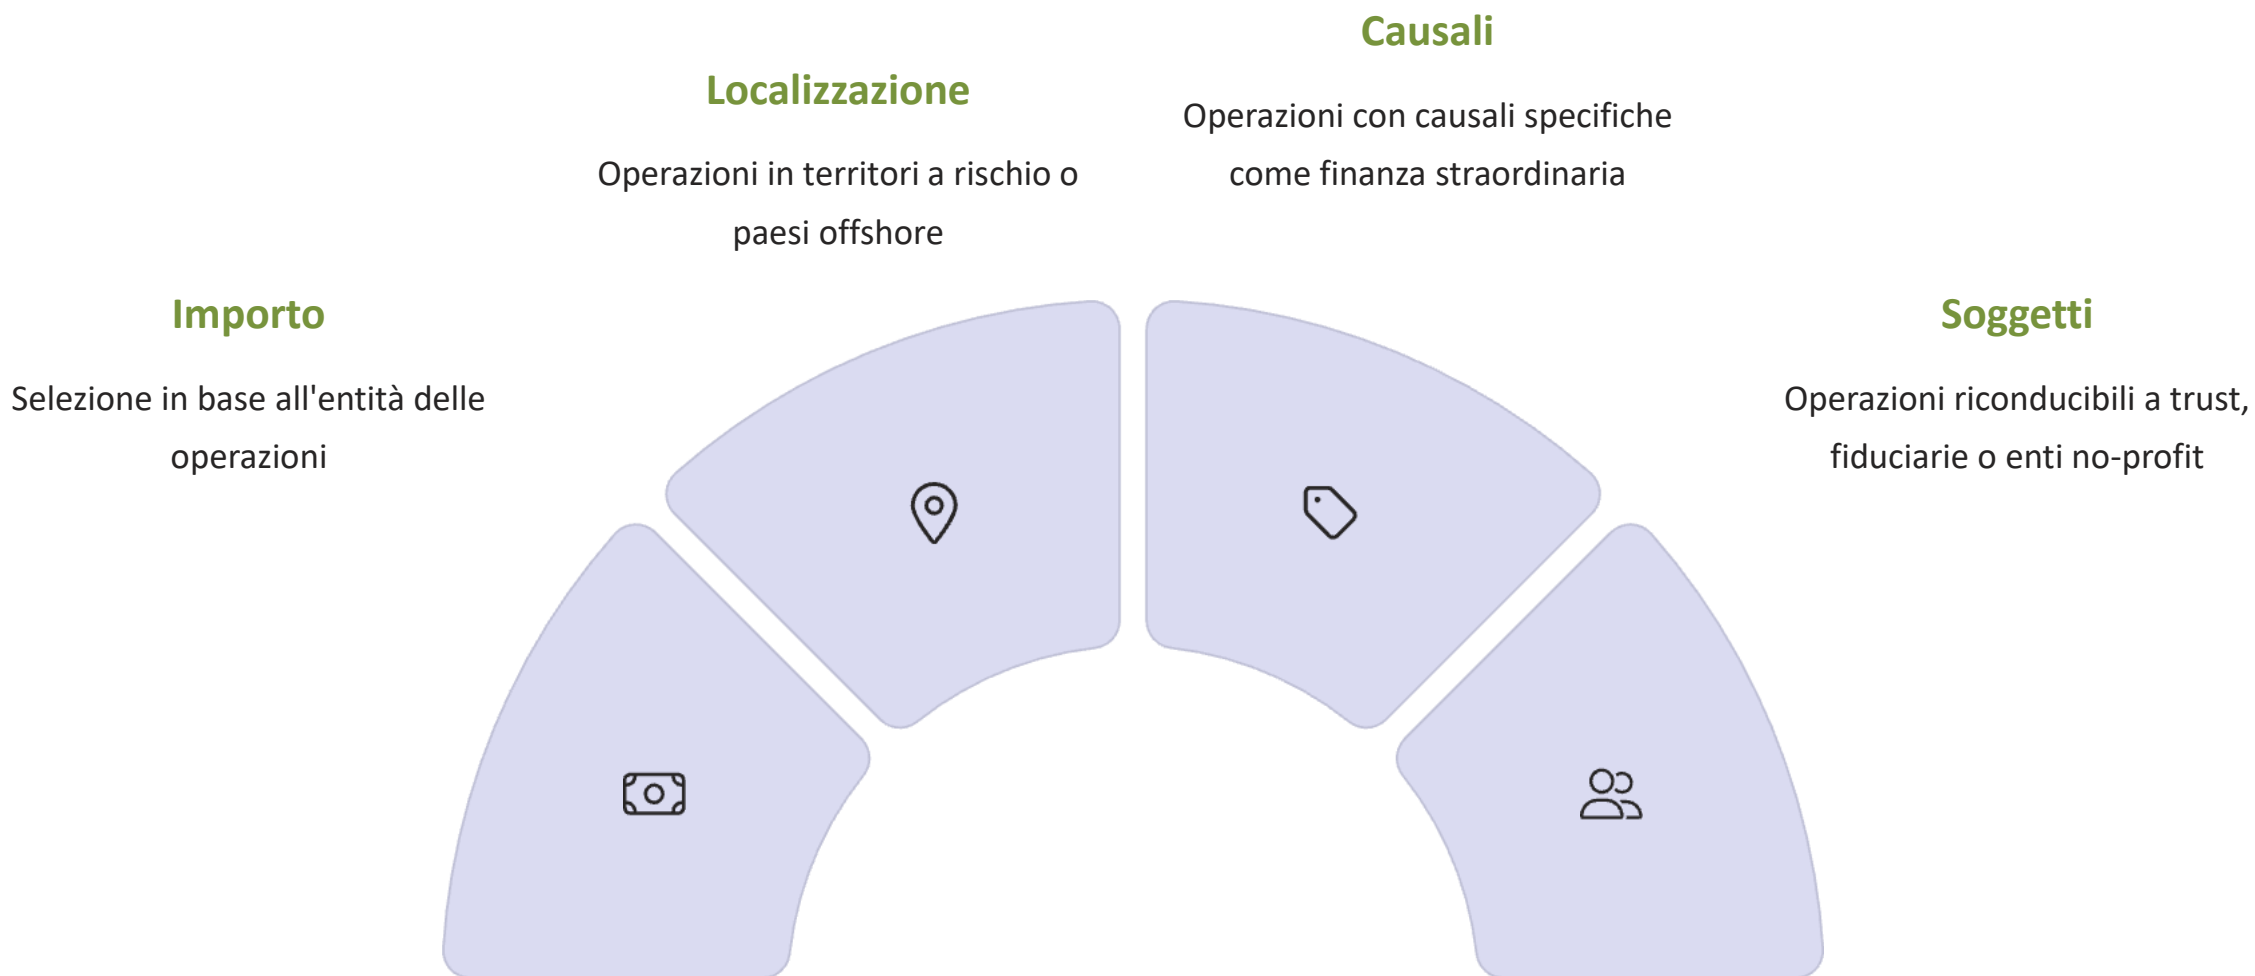 Importo
Selezione in base all'entità delle
operazioni
Localizzazione
Operazioni in territori a rischio o
paesi offshore
Causali
Operazioni con causali specifiche
come finanza straordinaria
Soggetti
Operazioni riconducibili a trust,
fiduciarie o enti no-profit